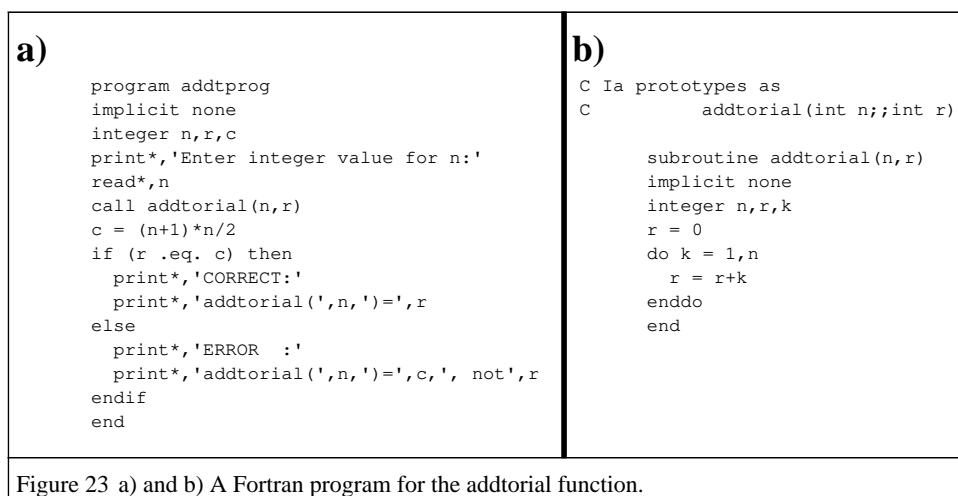 a)
program addtprog
implicit none
integer n,r,c
print*,'Enter integer value for n:'
read*,n
call addtorial(n,r)
c = (n+1)*n/2
if (r .eq. c) then
print*,'CORRECT:'
print*,'addtorial(',n,')=',r
else
print*,'ERROR  :'
print*,'addtorial(',n,')=',c,', not',r
endif
end
b)
C Ia prototypes as
C         addtorial(int n;;int r)
subroutine addtorial(n,r)
implicit none
integer n,r,k
r = 0
do k = 1,n
r = r+k
enddo
end
Figure 23 a) and b) A Fortran program for the addtorial function.